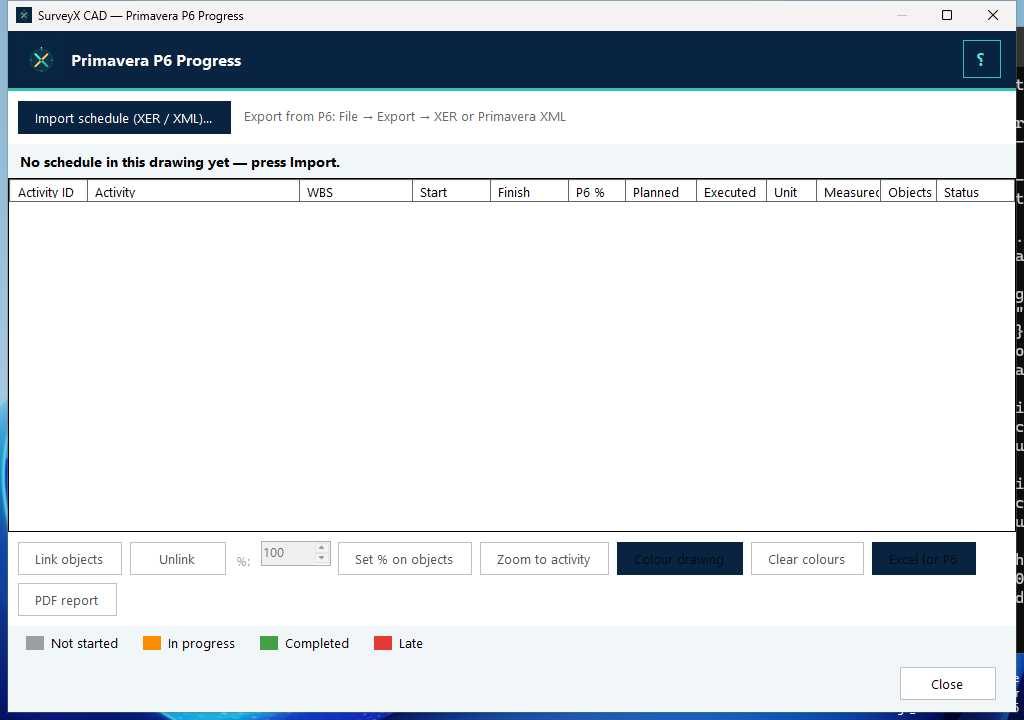 SurveyX CAD — Primavera P6 Progress
Primavera P6 Progress
؟
Import schedule (XER / XML)...
Export from P6: File → Export → XER or Primavera XML
No schedule in this drawing yet — press Import.
Activity ID Activity WBS Start Finish P6 % Planned Executed Unit Measured Objects Status
Link objects Unlink %: 100 Set % on objects Zoom to activity Colour drawing Clear colours Excel for P6
PDF report
Not started In progress Completed Late
Close